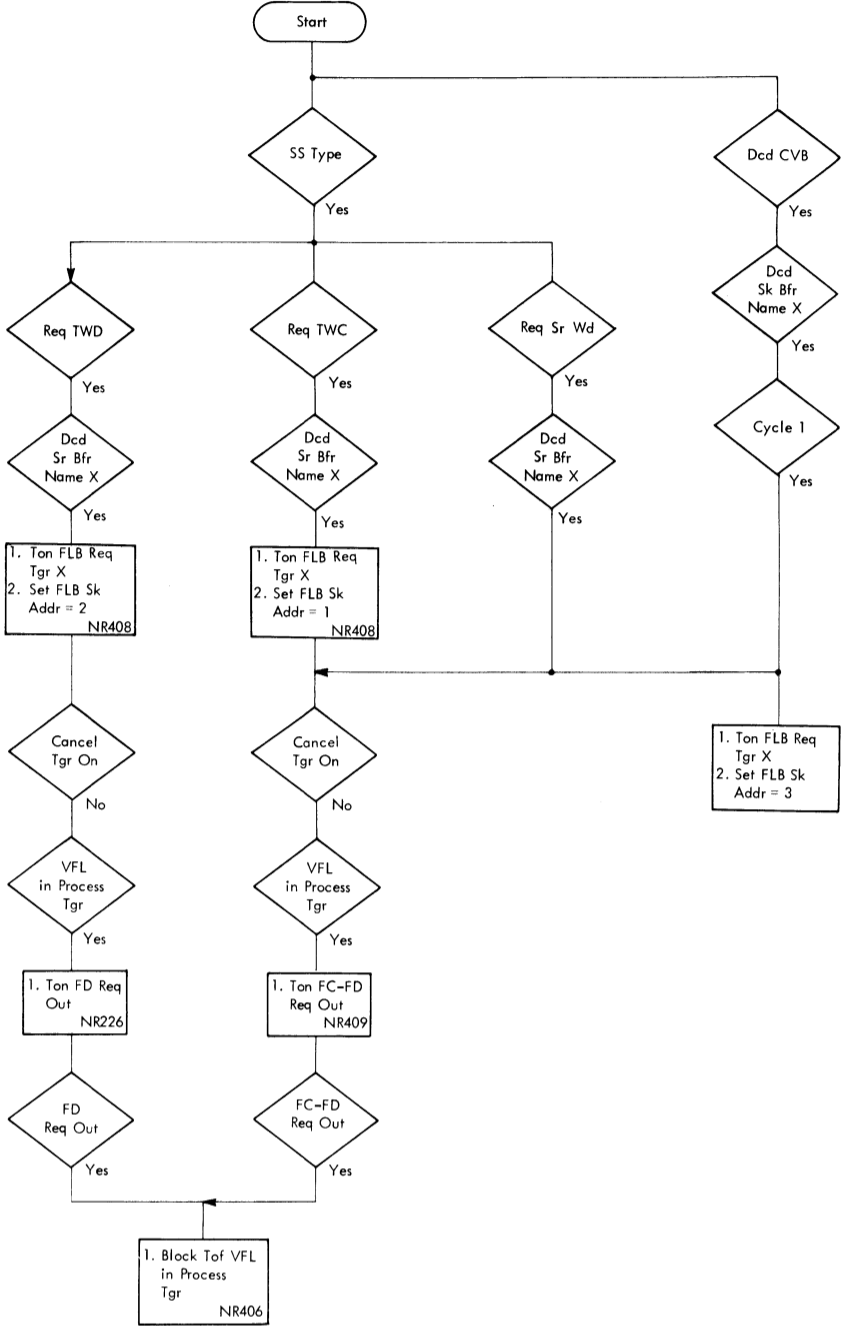 Start
SS Type
Yes
Dcd CVB
Yes
Dcd
Sk Bfr
Name X
Yes
Cycle 1
Yes
Req TWD
Yes
Dcd
Sr Bfr
Name X
Yes
1. Ton FLB Req
Tgr X
2. Set FLB Sk
Addr = 2
NR408
Req TWC
Yes
Dcd
Sr Bfr
Name X
Yes
1. Ton FLB Req
Tgr X
2. Set FLB Sk
Addr = 1
NR408
Req Sr Wd
Yes
Dcd
Sr Bfr
Name X
Yes
1. Ton FLB Req
Tgr X
2. Set FLB Sk
Addr = 3
Cancel
Tgr On
No
VFL
in Process
Tgr
Yes
1. Ton FD Req
Out
NR226
FD
Req Out
Yes
Cancel
Tgr On
No
VFL
in Process
Tgr
Yes
1. Ton FC-FD
Req Out
NR409
FC-FD
Req Out
Yes
1. Block Tof VFL
in Process
Tgr
NR406